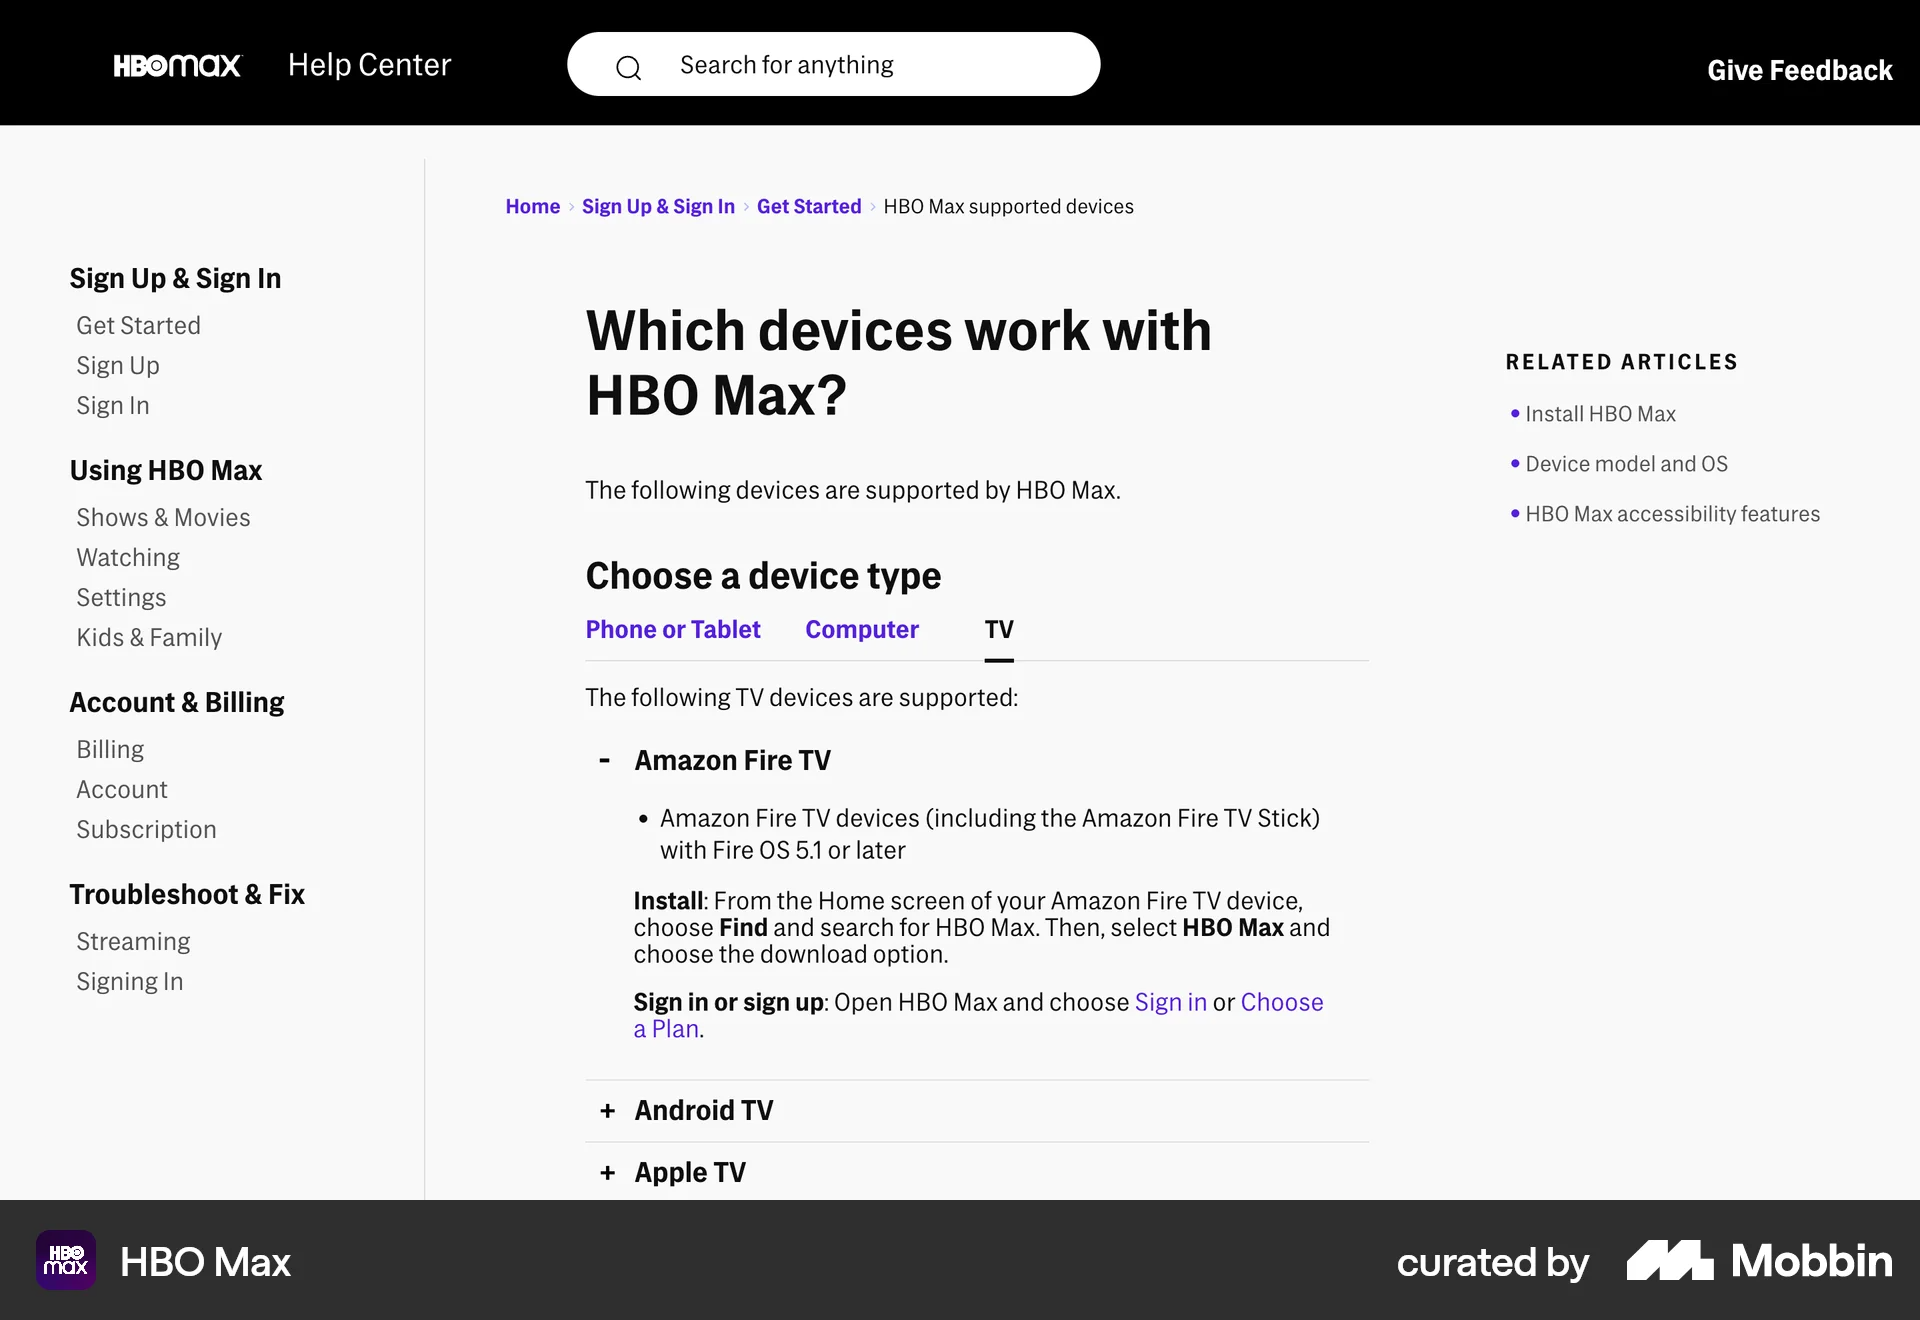 HBOmax
Help Center
Search for anything
Give Feedback
Home › Sign Up & Sign In › Get Started › HBO Max supported devices
Sign Up & Sign In
Get Started
Sign Up
Sign In
Using HBO Max
Shows & Movies
Watching
Settings
Kids & Family
Account & Billing
Billing
Account
Subscription
Troubleshoot & Fix
Streaming
Signing In
Which devices work with
HBO Max?
The following devices are supported by HBO Max.
Choose a device type
Phone or Tablet Computer TV
The following TV devices are supported:
- Amazon Fire TV
• Amazon Fire TV devices (including the Amazon Fire TV Stick)
with Fire OS 5.1 or later
Install: From the Home screen of your Amazon Fire TV device,
choose Find and search for HBO Max. Then, select HBO Max and
choose the download option.
Sign in or sign up: Open HBO Max and choose Sign in or Choose
a Plan.
+ Android TV
+ Apple TV
RELATED ARTICLES
• Install HBO Max
• Device model and OS
• HBO Max accessibility features
HBO
max
HBO Max
curated by
Mobbin